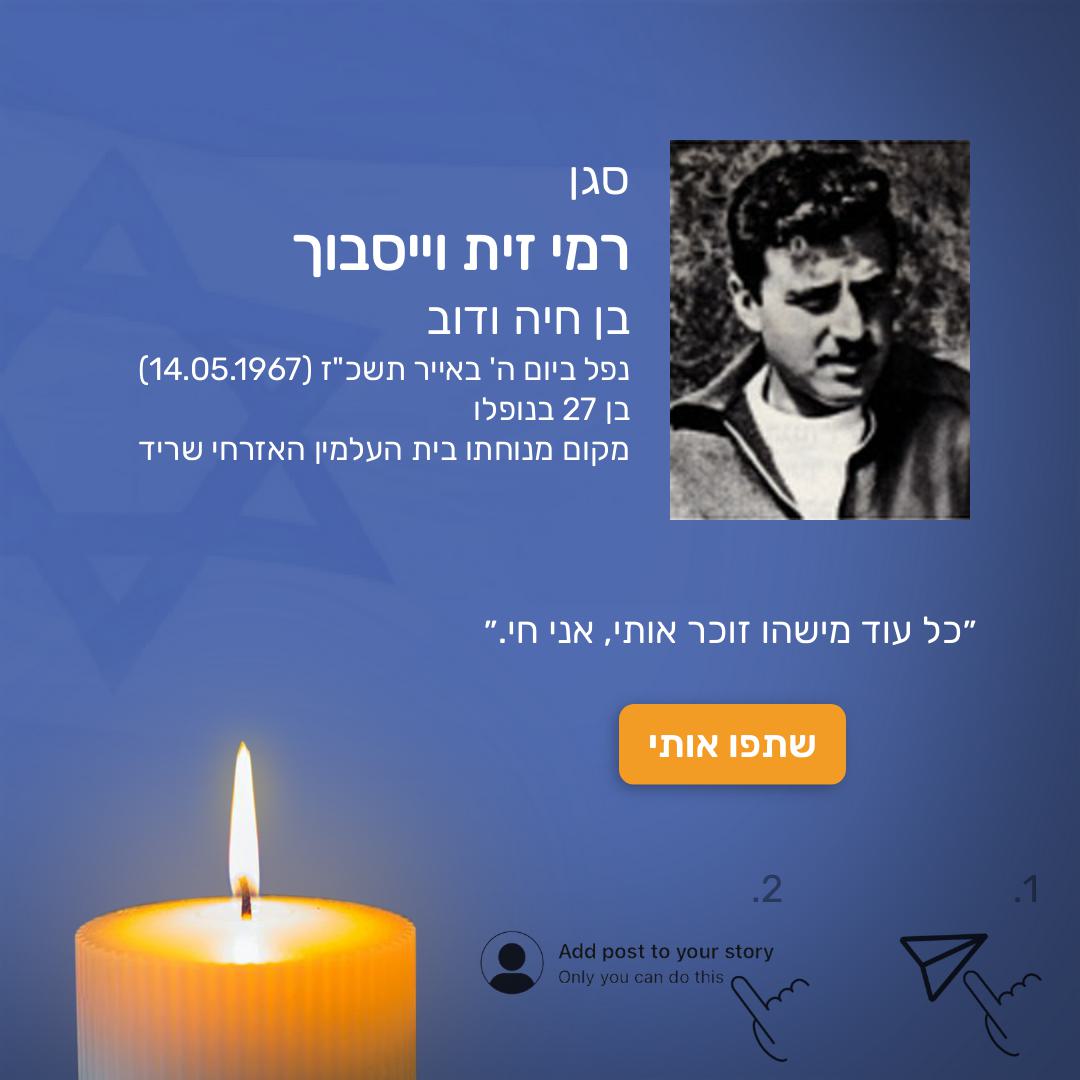 סגן
רמי זית וייסבוך
בן חיה ודוב
נפל ביום ה' באייר תשכ"ז (14.05.1967)
בן 27 בנופלו
מקום מנוחתו בית העלמין האזרחי שריד
״כל עוד מישהו זוכר אותי, אני חי.״
שתפו אותי
1.
2.
Add post to your story
Only you can do this